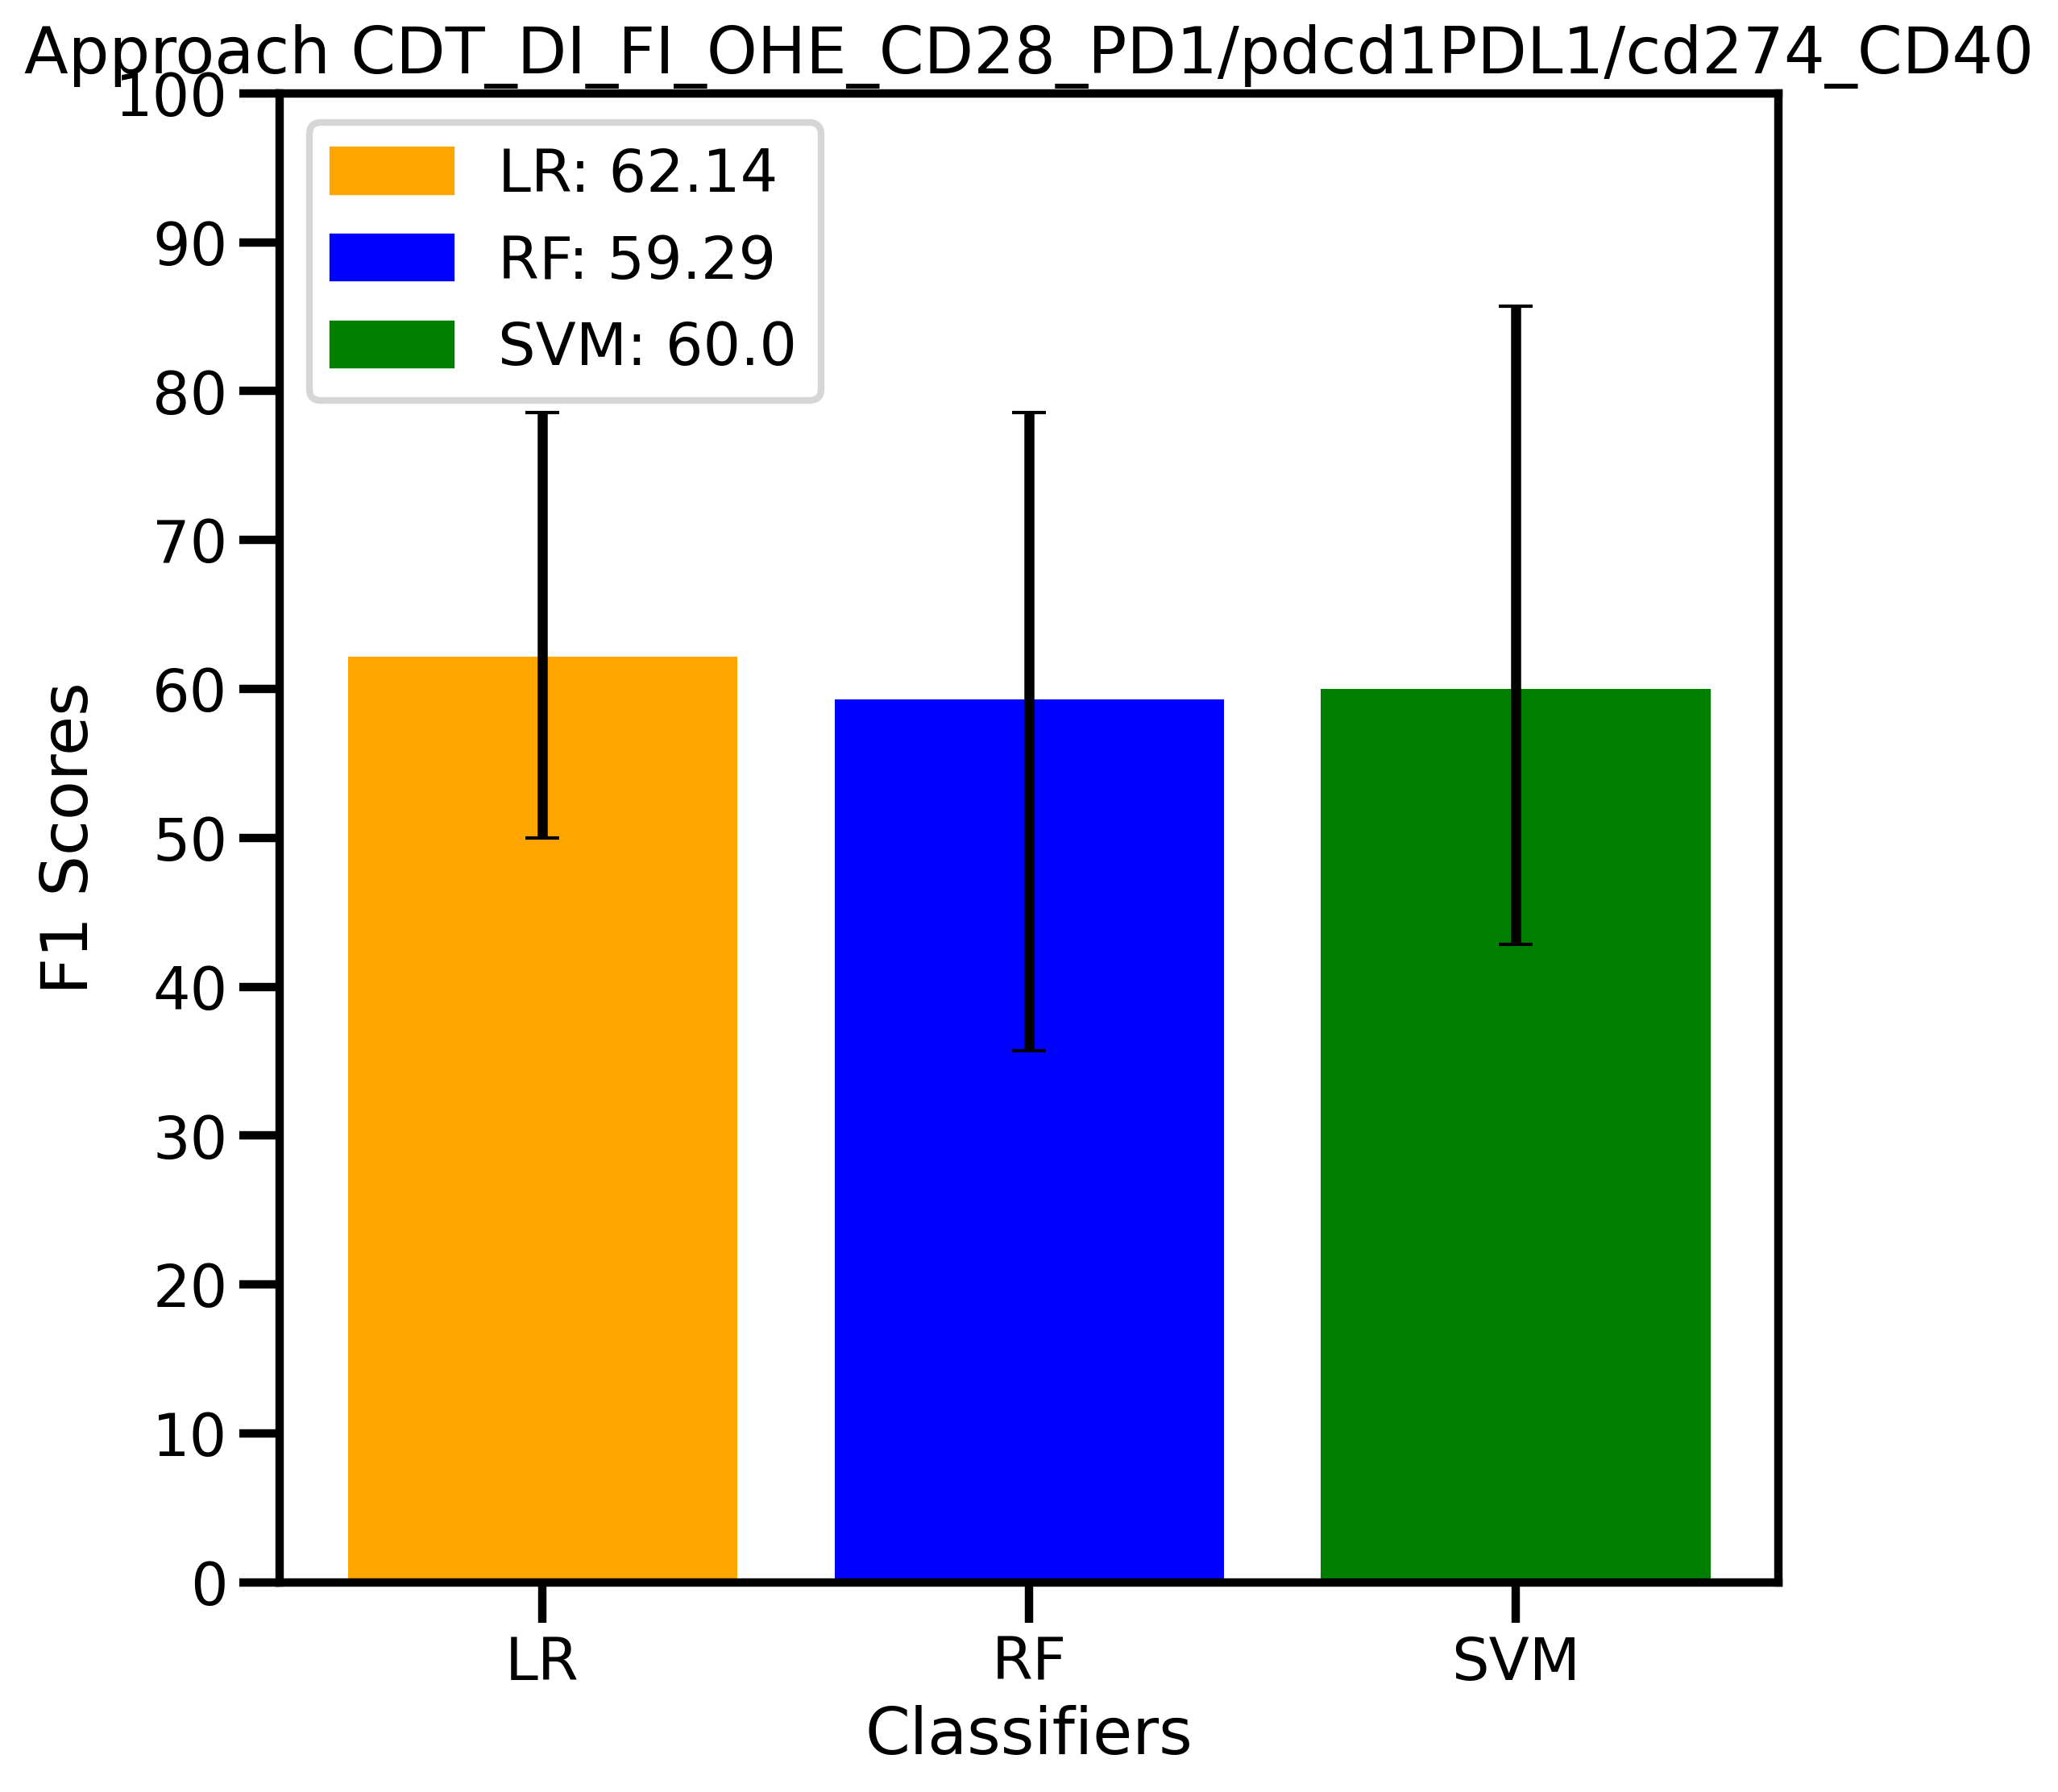 Approach CDT_DI_FI_OHE_CD28_PD1/pdcd1PDL1/cd274_CD40
100
90
80
70
60
50
40
30
20
10
0
F1 Scores
LR: 62.14
RF: 59.29
SVM: 60.0
LR RF SVM
Classifiers